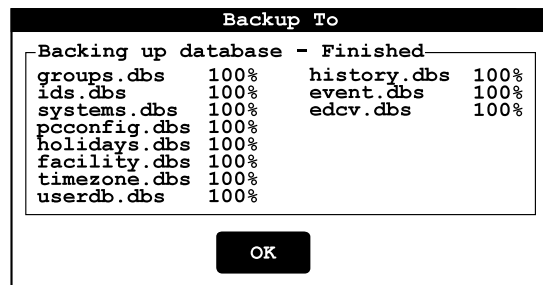 Backup To
Backing up database - Finished
groups.dbs 100% history.dbs 100%
ids.dbs 100% event.dbs 100%
systems.dbs 100% edcv.dbs 100%
pcconfig.dbs 100%
holidays.dbs 100%
facility.dbs 100%
timezone.dbs 100%
userdb.dbs 100%
OK